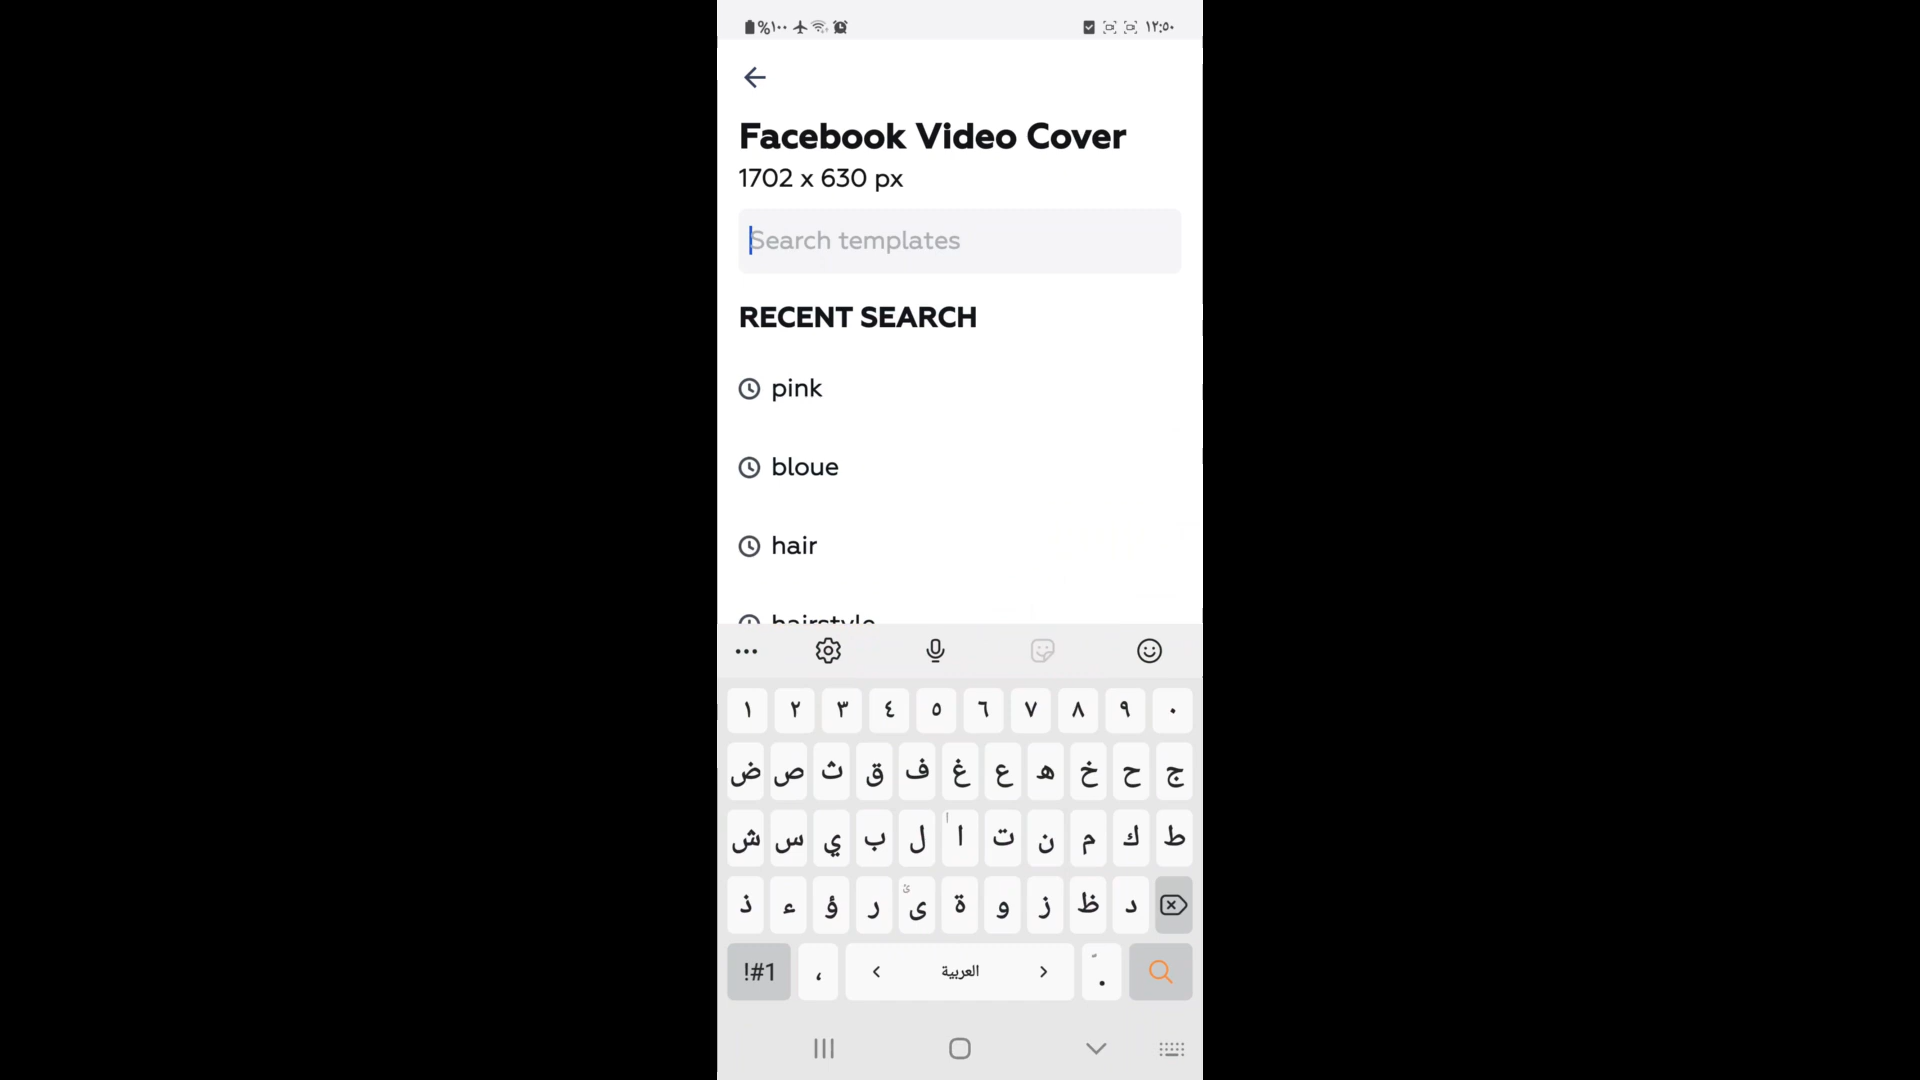 %١٠٠ ١٢:٥٠
Facebook Video Cover
1702 x 630 px
Search templates
RECENT SEARCH
pink
bloue
hair
hairstyle
١ ٢ ٣ ٤ ٥ ٦ ٧ ٨ ٩ ٠
ض ص ث ق ف غ ع ه خ ح ج
ش س ي ب ل ا ت ن م ك ط
ذ ء ؤ ر ى ة و ز ظ د
!#1 ، < العربية > .